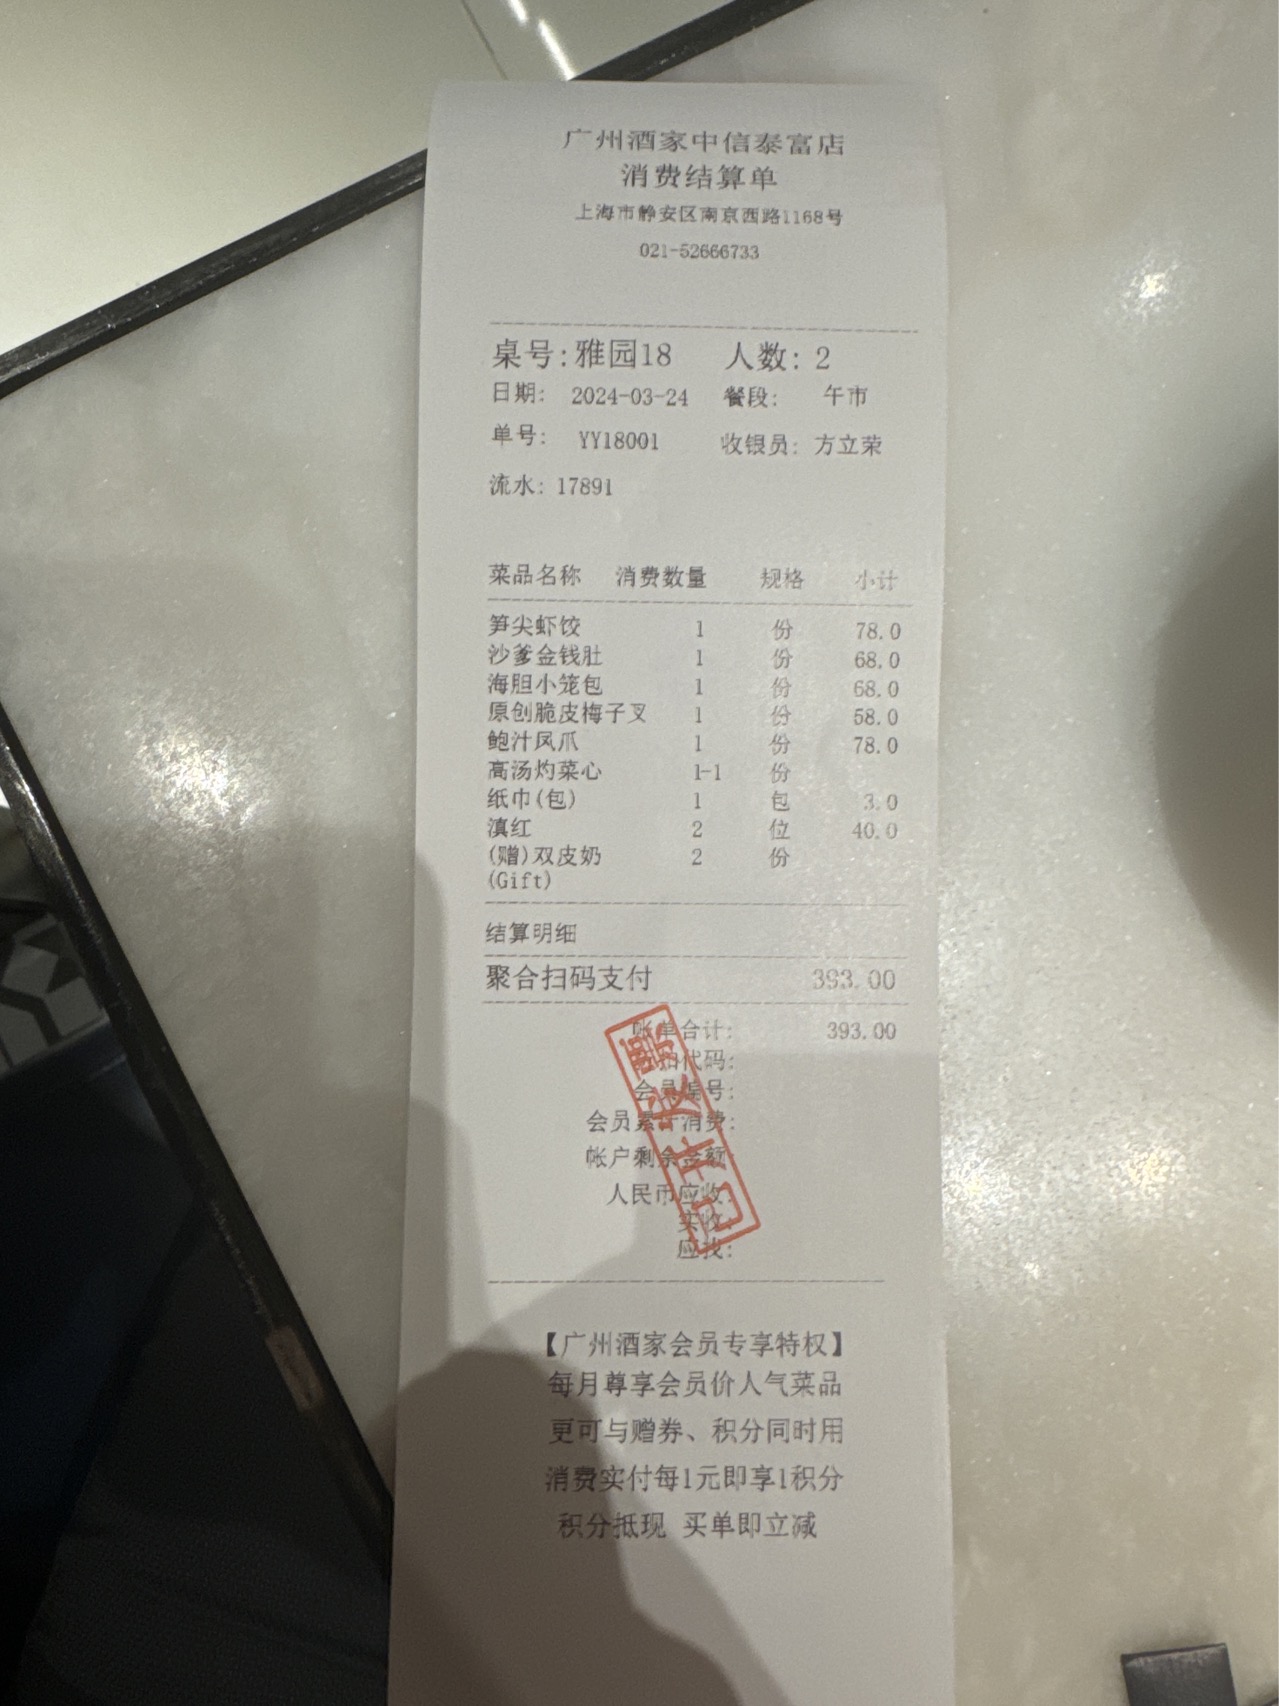 广州酒家中信泰富店
消费结算单
上海市静安区南京西路1168号
021-52666733
桌号:雅园18 人数: 2
日期: 2024-03-24 餐段: 午市
单号: YY18001 收银员: 方立荣
流水: 17891
菜品名称 消费数量 规格 小计
笋尖虾饺 1 份 78.0
沙爹金钱肚 1 份 68.0
海胆小笼包 1 份 68.0
原创脆皮梅子叉 1 份 58.0
鲍汁凤爪 1 份 78.0
高汤灼菜心 1-1 份
纸巾(包) 1 包 3.0
滇红 2 位 40.0
(赠)双皮奶 2 份
(Gift)
结算明细
聚合扫码支付 393.00
帐单合计: 393.00
扣代码:
会员编号:
会员累计消费:
帐户剩余金额:
人民币应收:
实收:
应找:
已开发票
【广州酒家会员专享特权】
每月尊享会员价人气菜品
更可与赠券、积分同时用
消费实付每1元即享1积分
积分抵现 买单即立减